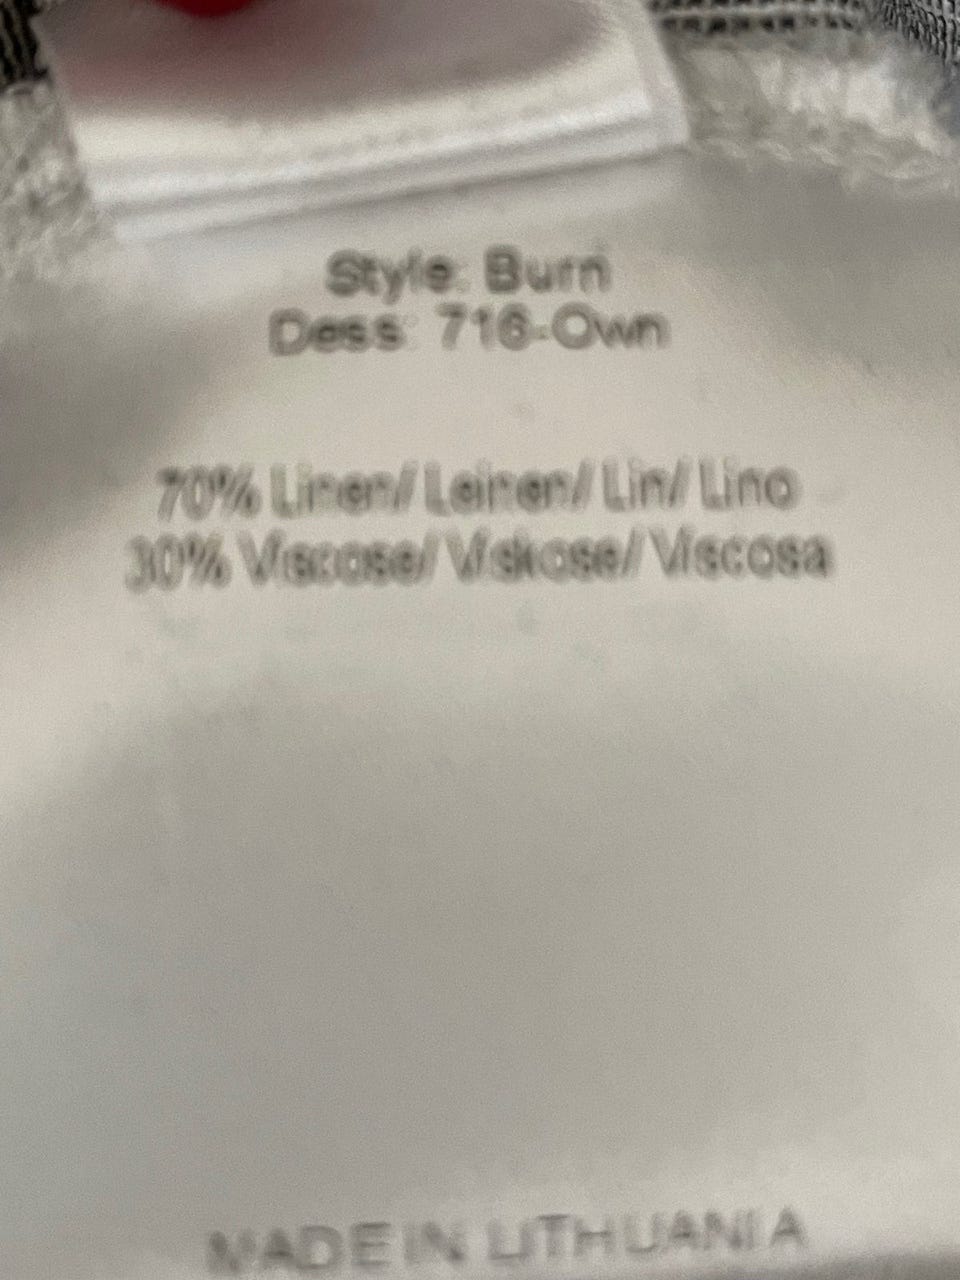 Style: Burn
Dess: 716-Own
70% Linen/ Leinen/ Lin/ Lino
30% Viscose/ Viskose/ Viscosa
MADE IN LITHUANIA